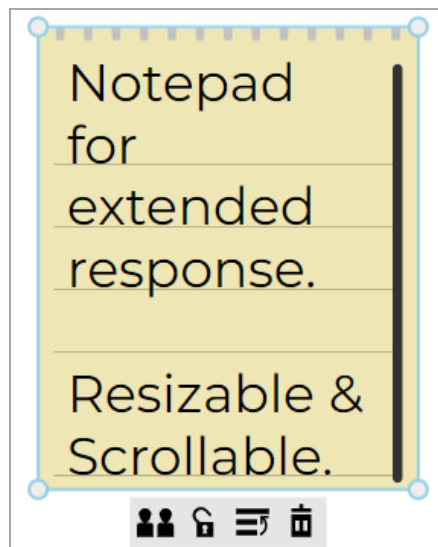 Notepad
for
extended
response.
Resizable &
Scrollable.